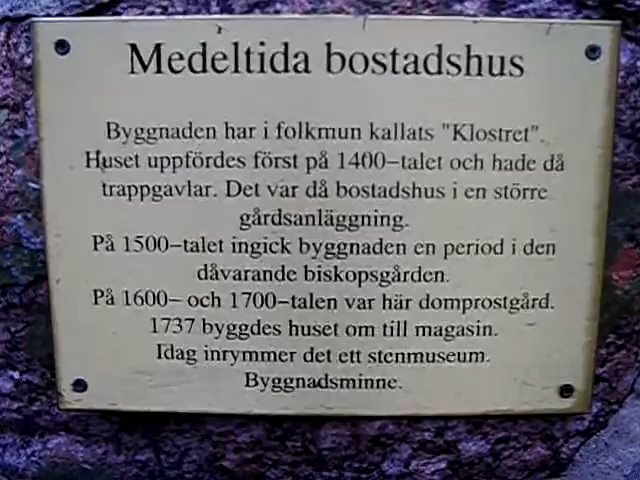 Medeltida bostadshus
Byggnaden har i folkmun kallats "Klostret".
Huset uppfördes först på 1400-talet och hade då
trappgavlar. Det var då bostadshus i en större
gårdsanläggning.
På 1500-talet ingick byggnaden en period i den
dåvarande biskopsgården.
På 1600- och 1700-talen var här domprostgård.
1737 byggdes huset om till magasin.
Idag inrymmer det ett stenmuseum.
Byggnadsminne.